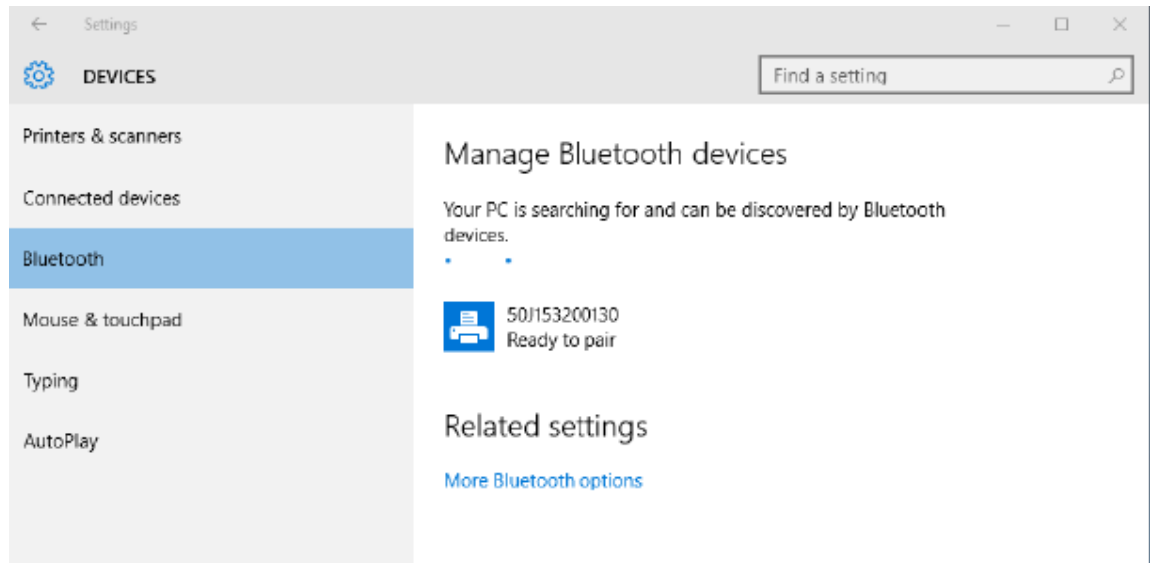 Settings
DEVICES
Find a setting
Printers & scanners
Connected devices
Bluetooth
Mouse & touchpad
Typing
AutoPlay
Manage Bluetooth devices
Your PC is searching for and can be discovered by Bluetooth
devices.
50J153200130
Ready to pair
Related settings
More Bluetooth options